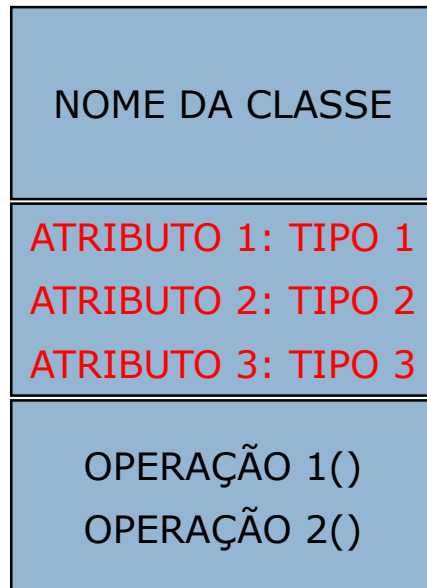 NOME DA CLASSE
ATRIBUTO 1: TIPO 1
ATRIBUTO 2: TIPO 2
ATRIBUTO 3: TIPO 3
OPERAÇÃO 1()
OPERAÇÃO 2()